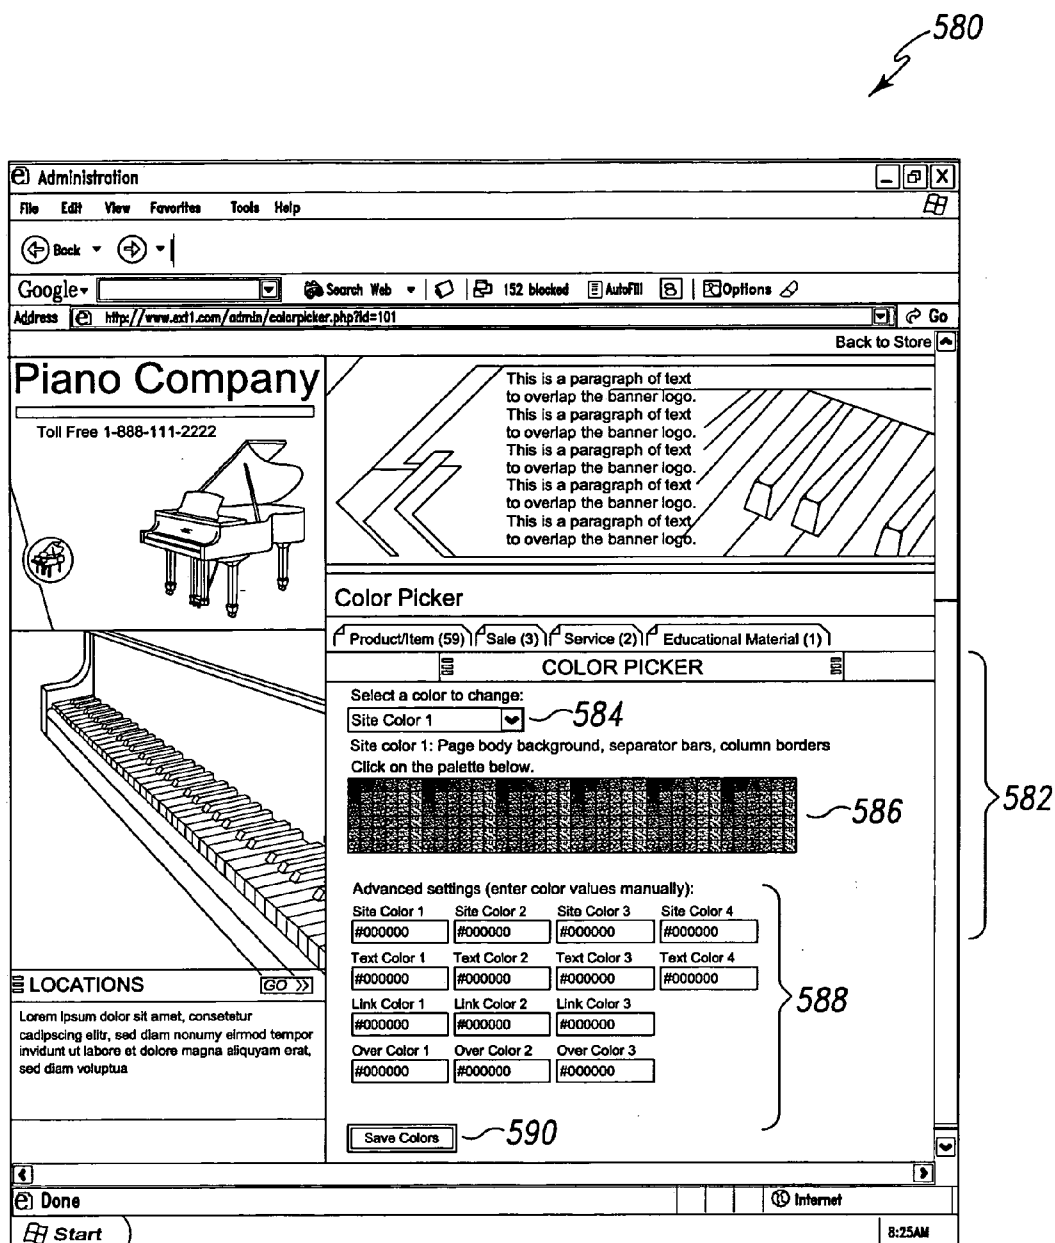 580
Administration
File Edit View Favorites Tools Help
Back
Google Search Web 152 blocked AutoFill Options
Address http://www.ext1.com/admin/colorpicker.php?id=101 Go
Back to Store
Piano Company
Toll Free 1-888-111-2222
This is a paragraph of text
to overlap the banner logo.
This is a paragraph of text
to overlap the banner logo.
This is a paragraph of text
to overlap the banner logo.
This is a paragraph of text
to overlap the banner logo.
This is a paragraph of text
to overlap the banner logo.
Color Picker
Product/Item (59) Sale (3) Service (2) Educational Material (1)
COLOR PICKER
Select a color to change:
Site Color 1
584
Site color 1: Page body background, separator bars, column borders
Click on the palette below.
586
582
Advanced settings (enter color values manually):
Site Color 1 Site Color 2 Site Color 3 Site Color 4
#000000 #000000 #000000 #000000
Text Color 1 Text Color 2 Text Color 3 Text Color 4
#000000 #000000 #000000 #000000
588
Link Color 1 Link Color 2 Link Color 3
#000000 #000000 #000000
Over Color 1 Over Color 2 Over Color 3
#000000 #000000 #000000
Save Colors
590
LOCATIONS GO >>
Lorem ipsum dolor sit amet, consetetur
cadipscing elitr, sed diam nonumy eirmod tempor
invidunt ut labore et dolore magna aliquyam erat,
sed diam voluptua
Done Internet
Start 8:25AM